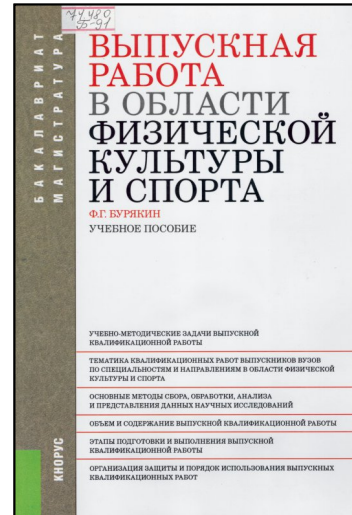 74.480
Б-91
БАКАЛАВРИАТ
МАГИСТРАТУРА
ВЫПУСКНАЯ
РАБОТА
В ОБЛАСТИ
ФИЗИЧЕСКОЙ
КУЛЬТУРЫ
И СПОРТА
Ф.Г. БУРЯКИН
УЧЕБНОЕ ПОСОБИЕ
УЧЕБНО-МЕТОДИЧЕСКИЕ ЗАДАЧИ ВЫПУСКНОЙ
КВАЛИФИКАЦИОННОЙ РАБОТЫ
ТЕМАТИКА КВАЛИФИКАЦИОННЫХ РАБОТ ВЫПУСКНИКОВ ВУЗОВ
ПО СПЕЦИАЛЬНОСТЯМ И НАПРАВЛЕНИЯМ В ОБЛАСТИ ФИЗИЧЕСКОЙ
КУЛЬТУРЫ И СПОРТА
ОСНОВНЫЕ МЕТОДЫ СБОРА, ОБРАБОТКИ, АНАЛИЗА
И ПРЕДСТАВЛЕНИЯ ДАННЫХ НАУЧНЫХ ИССЛЕДОВАНИЙ
ОБЪЕМ И СОДЕРЖАНИЕ ВЫПУСКНОЙ КВАЛИФИКАЦИОННОЙ РАБОТЫ
ЭТАПЫ ПОДГОТОВКИ И ВЫПОЛНЕНИЯ ВЫПУСКНОЙ
КВАЛИФИКАЦИОННОЙ РАБОТЫ
ОРГАНИЗАЦИЯ ЗАЩИТЫ И ПОРЯДОК ИСПОЛЬЗОВАНИЯ ВЫПУСКНЫХ
КВАЛИФИКАЦИОННЫХ РАБОТ
КНОРУС